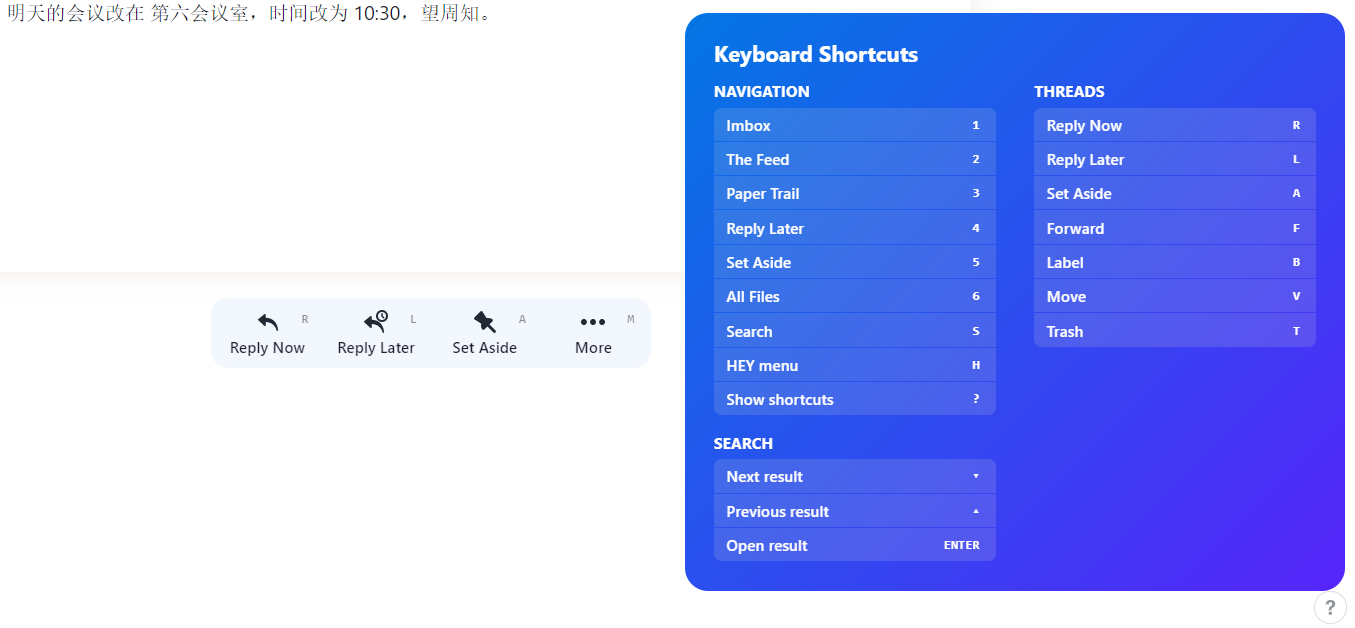 明天的会议改在 第六会议室，时间改为 10:30，望周知。
R
Reply Now
L
Reply Later
A
Set Aside
M
More
Keyboard Shortcuts
NAVIGATION
Imbox 1
The Feed 2
Paper Trail 3
Reply Later 4
Set Aside 5
All Files 6
Search S
HEY menu H
Show shortcuts ?
SEARCH
Next result ▼
Previous result ▲
Open result ENTER
THREADS
Reply Now R
Reply Later L
Set Aside A
Forward F
Label B
Move V
Trash T
?